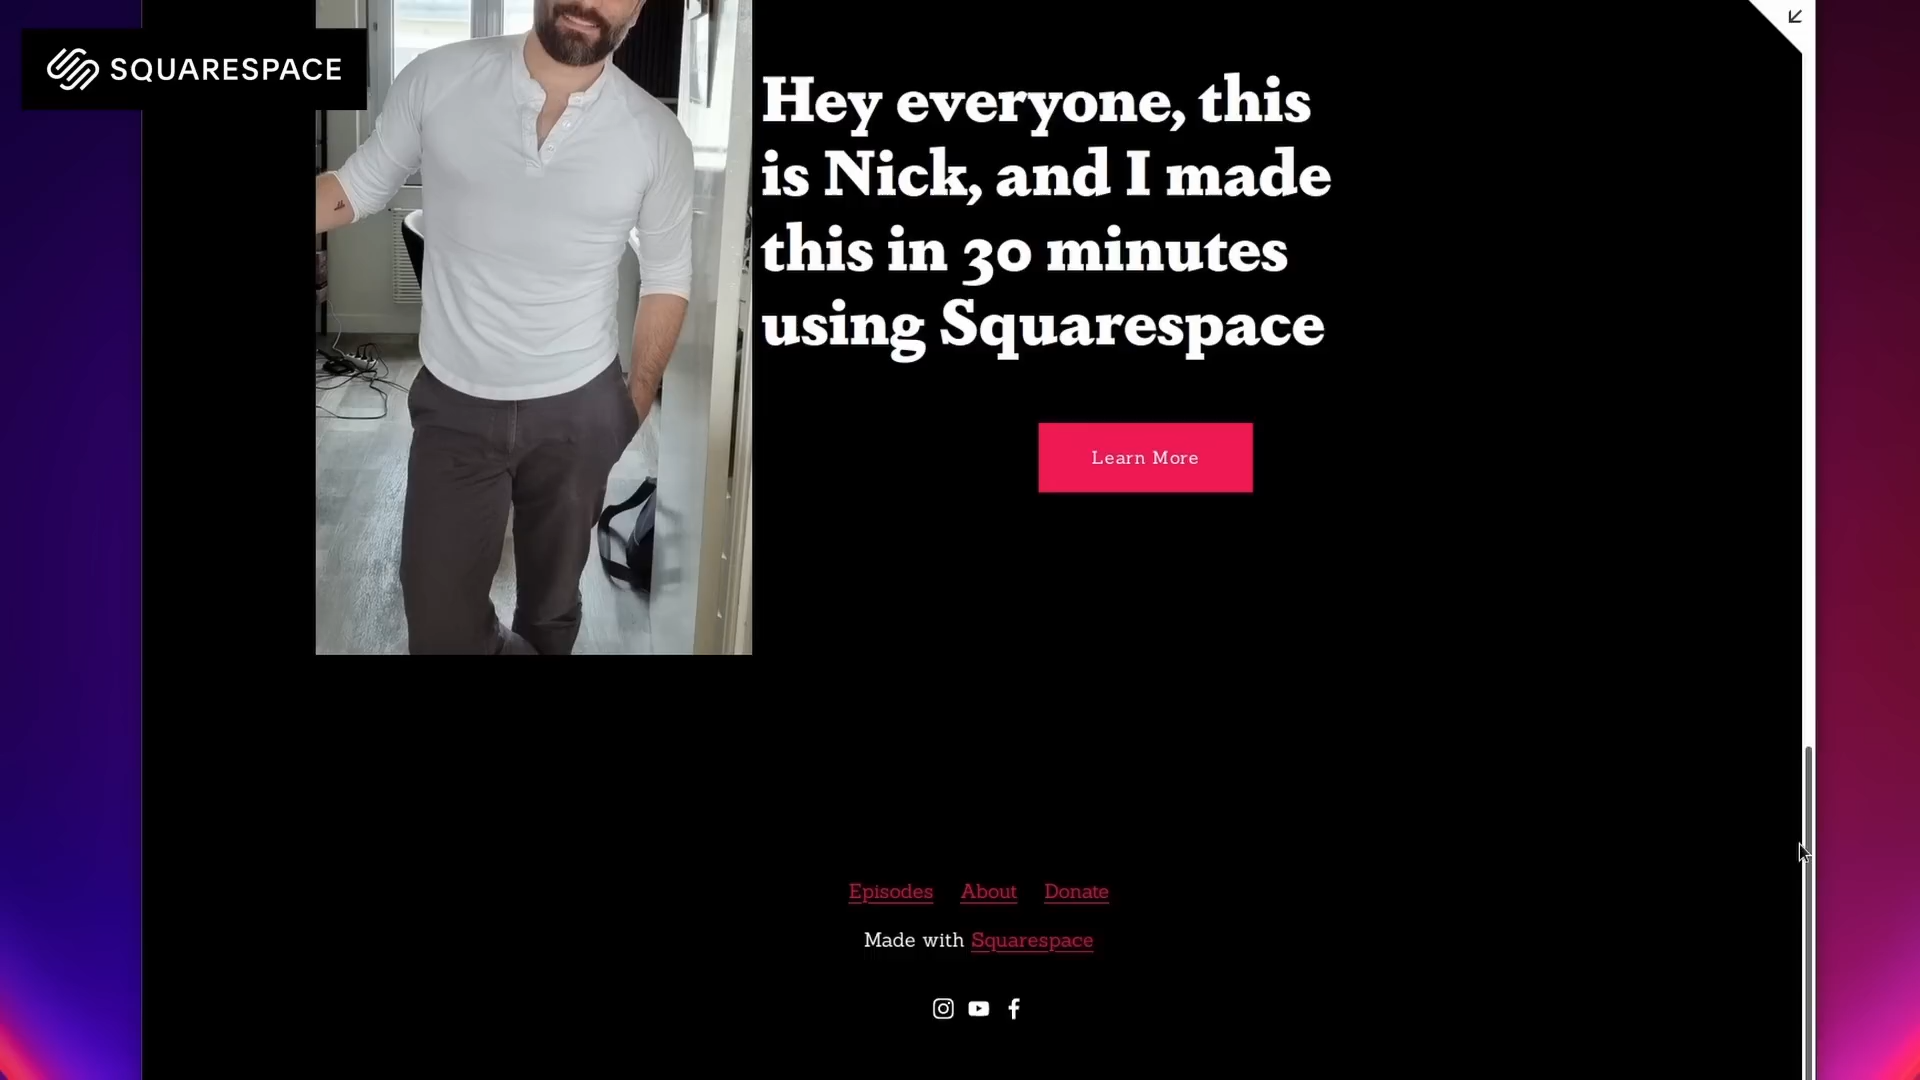 SQUARESPACE
Hey everyone, this
is Nick, and I made
this in 30 minutes
using Squarespace
Learn More
Episodes About Donate
Made with Squarespace